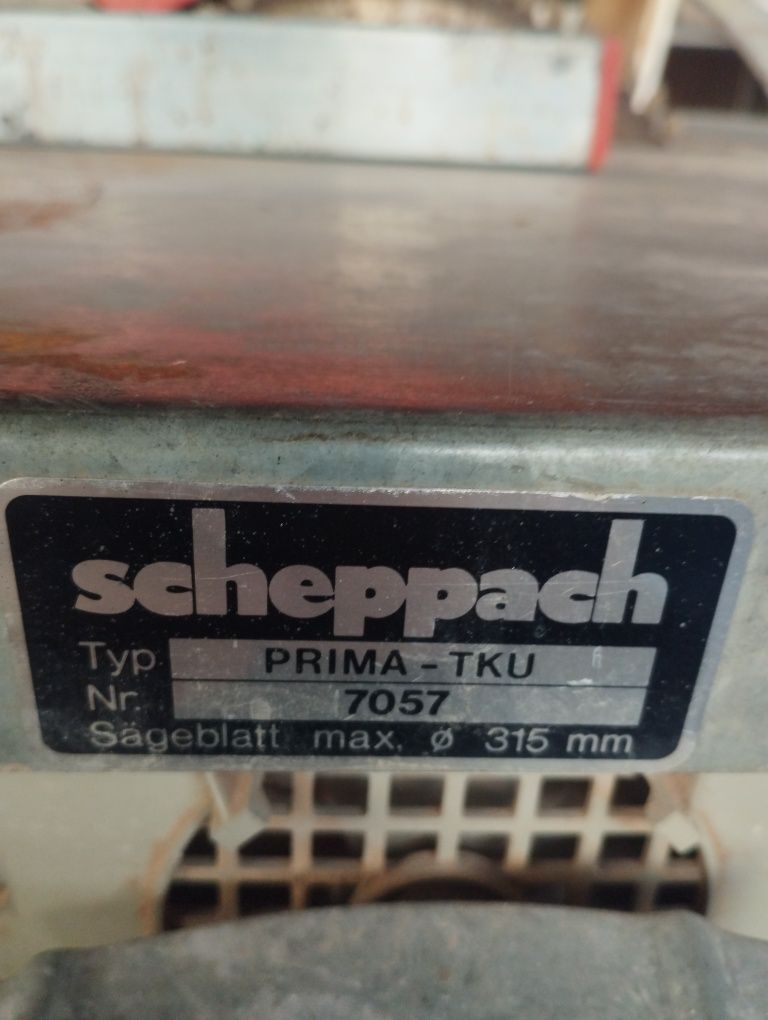 scheppach
Typ PRIMA - TKU
Nr. 7057
Sägeblatt max. ø 315 mm